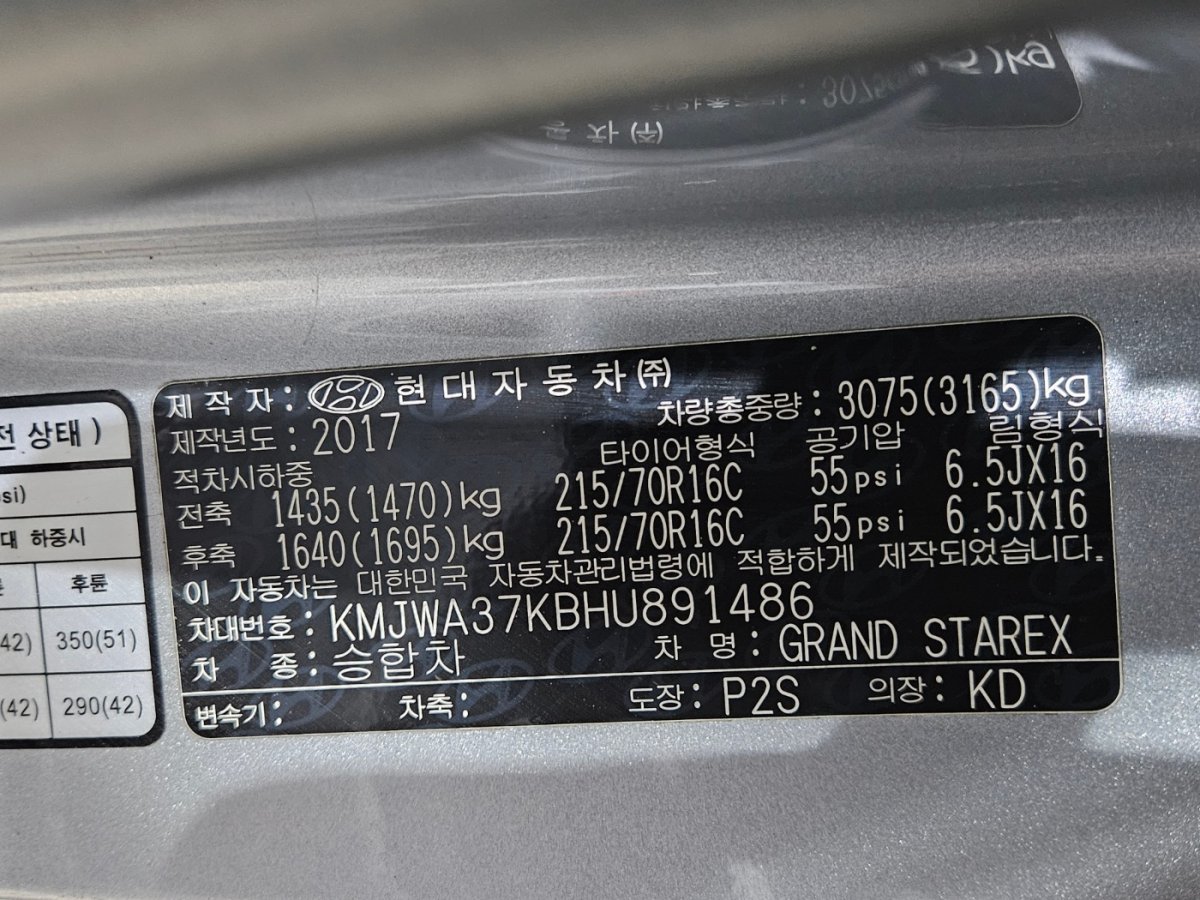 제작자: 현대자동차㈜
차량총중량: 3075(3165)kg
제작년도: 2017
타이어형식 공기압 림형식
적차시하중
전축 1435(1470)kg 215/70R16C 55psi 6.5JX16
후축 1640(1695)kg 215/70R16C 55psi 6.5JX16
이 자동차는 대한민국 자동차관리법령에 적합하게 제작되었습니다.
차대번호: KMJWA37KBHU891486
차 종: 승합차 차 명: GRAND STAREX
변속기: 차축: 도장: P2S 의장: KD
전 상태)
si)
대 하중시
후륜
42) 350(51)
(42) 290(42)